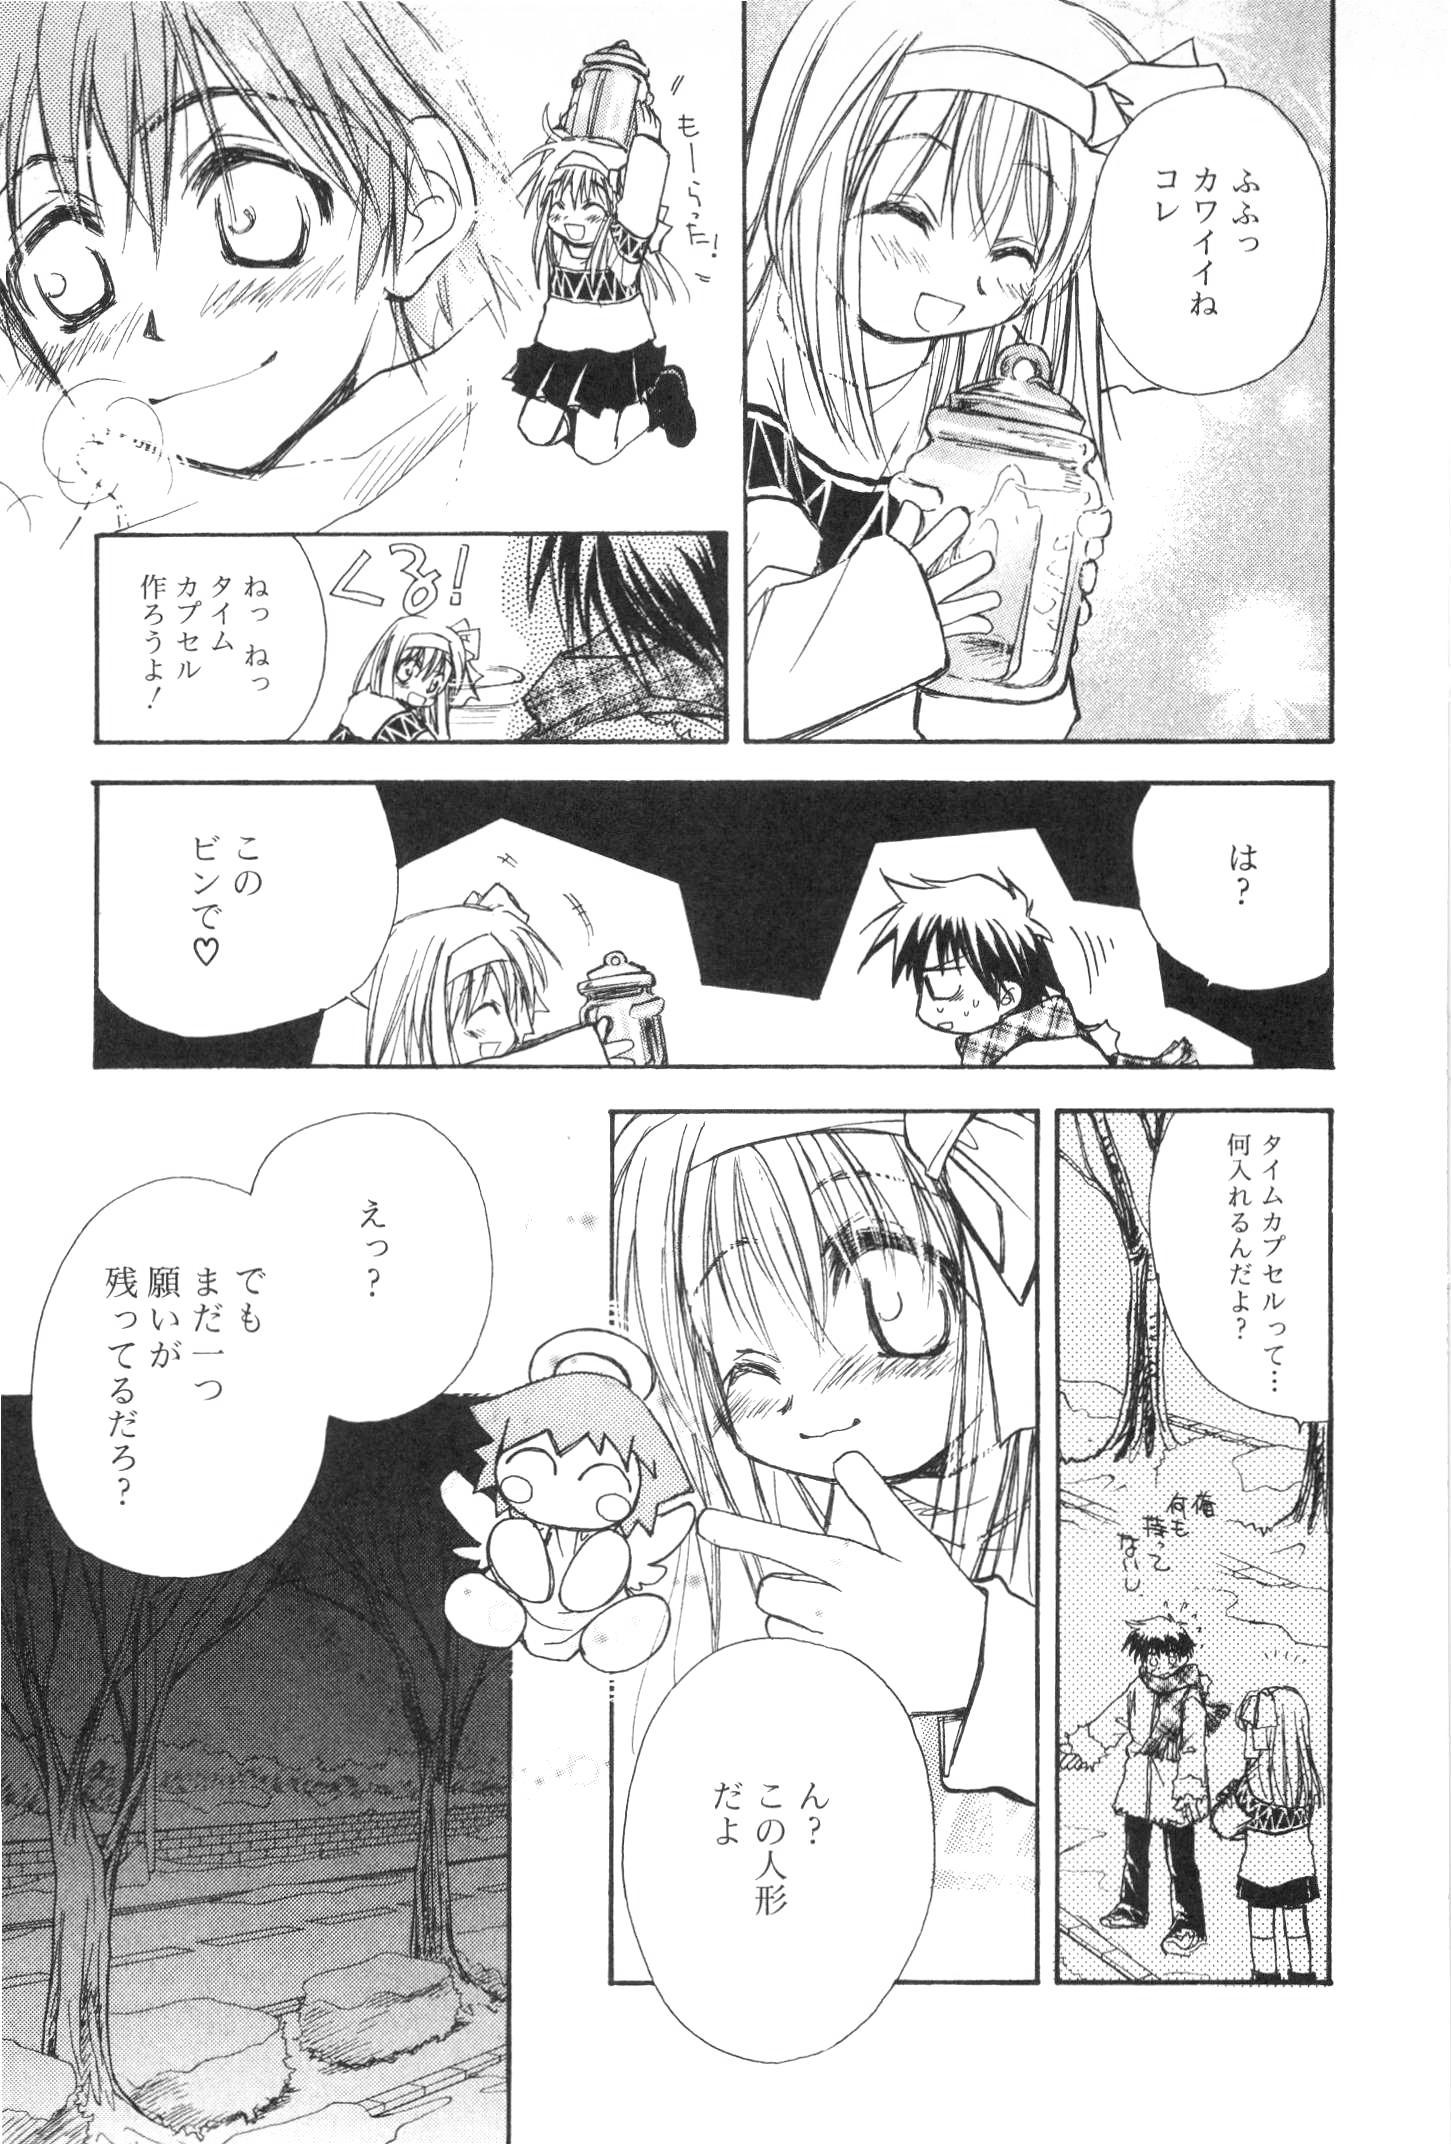 ふふっ
カワイイね
コレ
もーらった!
くる!
ねっ ねっ
タイム
カプセル
作ろうよ!
は?
この
ビンで♡
タイムカプセルって…
何入れるんだよ?
俺
何も
持って
ないし
ん?
この人形
だよ
えっ?
でも
まだ一つ
願いが
残ってるだろ?